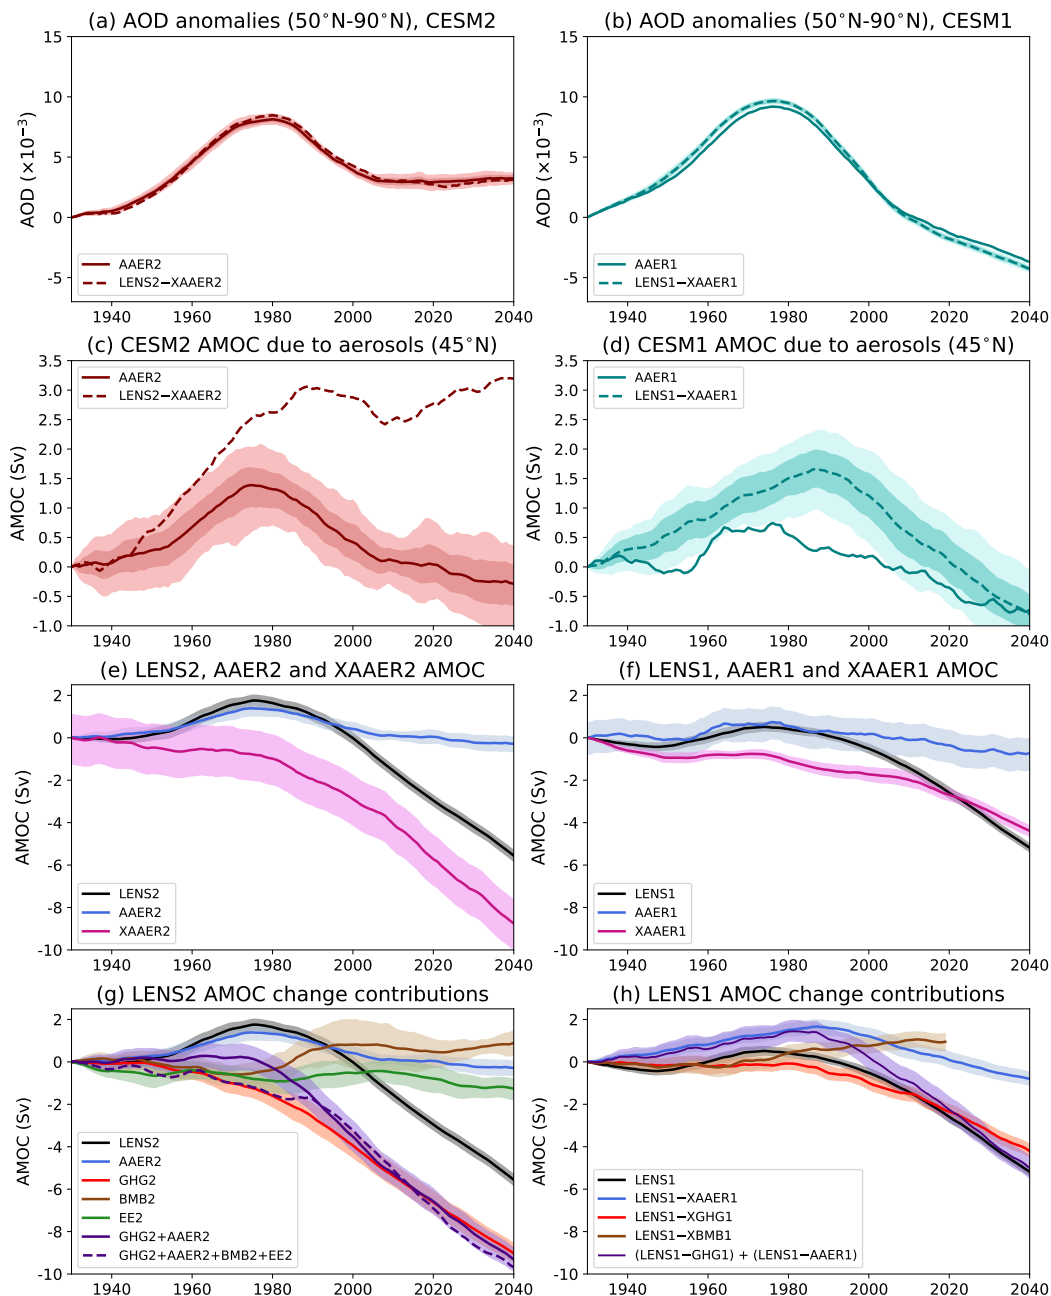 (a) AOD anomalies (50°N-90°N), CESM2
15
10
5
0
-5
AOD (×10⁻³)
AAER2
LENS2−XAAER2
1940 1960 1980 2000 2020 2040
(b) AOD anomalies (50°N-90°N), CESM1
15
10
5
0
-5
AOD (×10⁻³)
AAER1
LENS1−XAAER1
1940 1960 1980 2000 2020 2040
(c) CESM2 AMOC due to aerosols (45°N)
3.5
3.0
2.5
2.0
1.5
1.0
0.5
0.0
-0.5
-1.0
AMOC (Sv)
AAER2
LENS2−XAAER2
1940 1960 1980 2000 2020 2040
(d) CESM1 AMOC due to aerosols (45°N)
3.5
3.0
2.5
2.0
1.5
1.0
0.5
0.0
-0.5
-1.0
AMOC (Sv)
AAER1
LENS1−XAAER1
1940 1960 1980 2000 2020 2040
(e) LENS2, AAER2 and XAAER2 AMOC
2
0
-2
-4
-6
-8
-10
AMOC (Sv)
LENS2
AAER2
XAAER2
1940 1960 1980 2000 2020 2040
(f) LENS1, AAER1 and XAAER1 AMOC
2
0
-2
-4
-6
-8
-10
AMOC (Sv)
LENS1
AAER1
XAAER1
1940 1960 1980 2000 2020 2040
(g) LENS2 AMOC change contributions
2
0
-2
-4
-6
-8
-10
AMOC (Sv)
LENS2
AAER2
GHG2
BMB2
EE2
GHG2+AAER2
GHG2+AAER2+BMB2+EE2
1940 1960 1980 2000 2020 2040
(h) LENS1 AMOC change contributions
2
0
-2
-4
-6
-8
-10
AMOC (Sv)
LENS1
LENS1−XAAER1
LENS1−XGHG1
LENS1−XBMB1
(LENS1−GHG1) + (LENS1−AAER1)
1940 1960 1980 2000 2020 2040